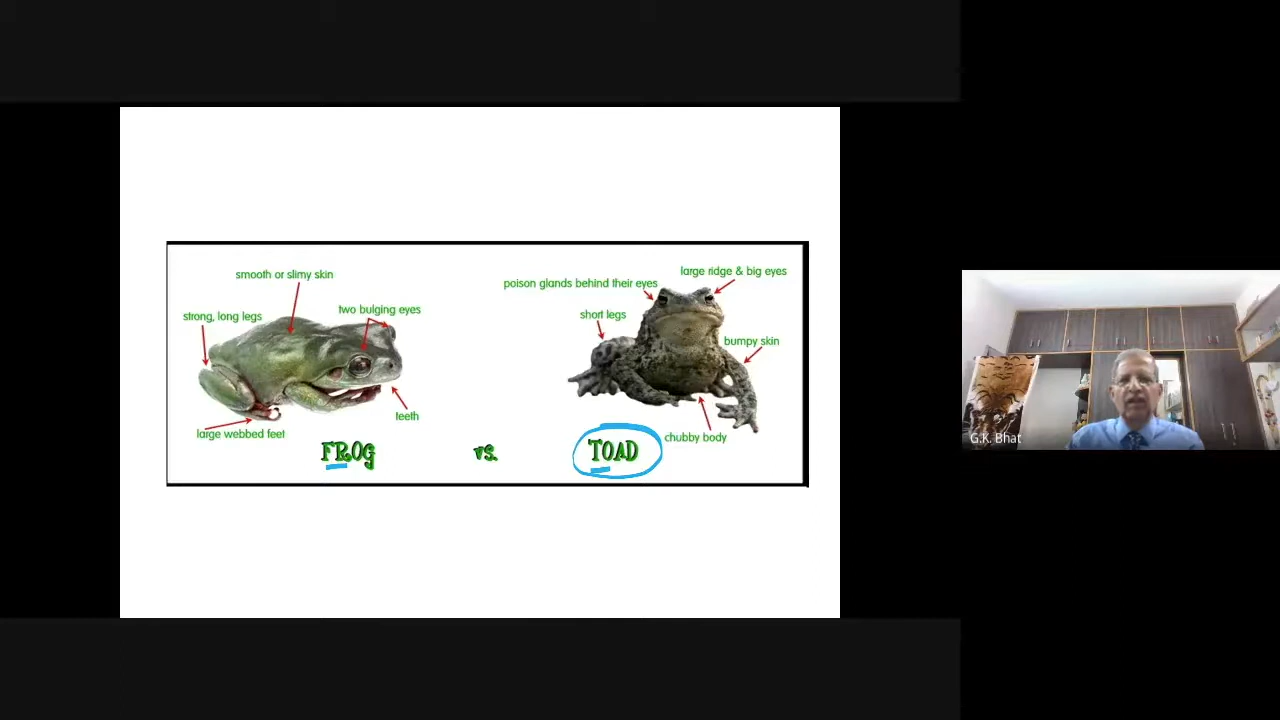 smooth or slimy skin
strong, long legs
two bulging eyes
teeth
large webbed feet
FROG
vs.
poison glands behind their eyes
large ridge & big eyes
short legs
bumpy skin
chubby body
TOAD
G.K. Bhat